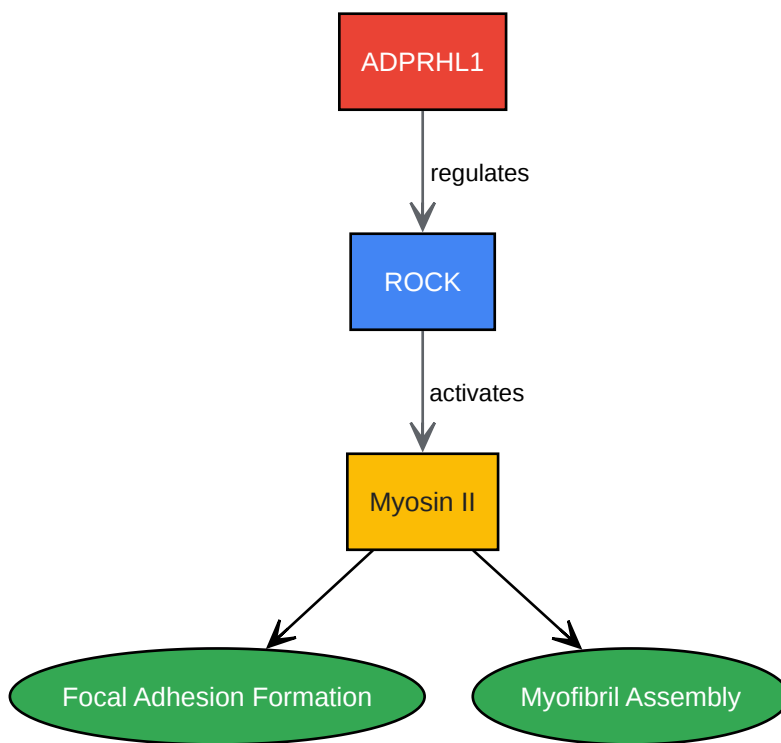 ADPRHL1
regulates
ROCK
activates
Myosin II
Focal Adhesion Formation
Myofibril Assembly